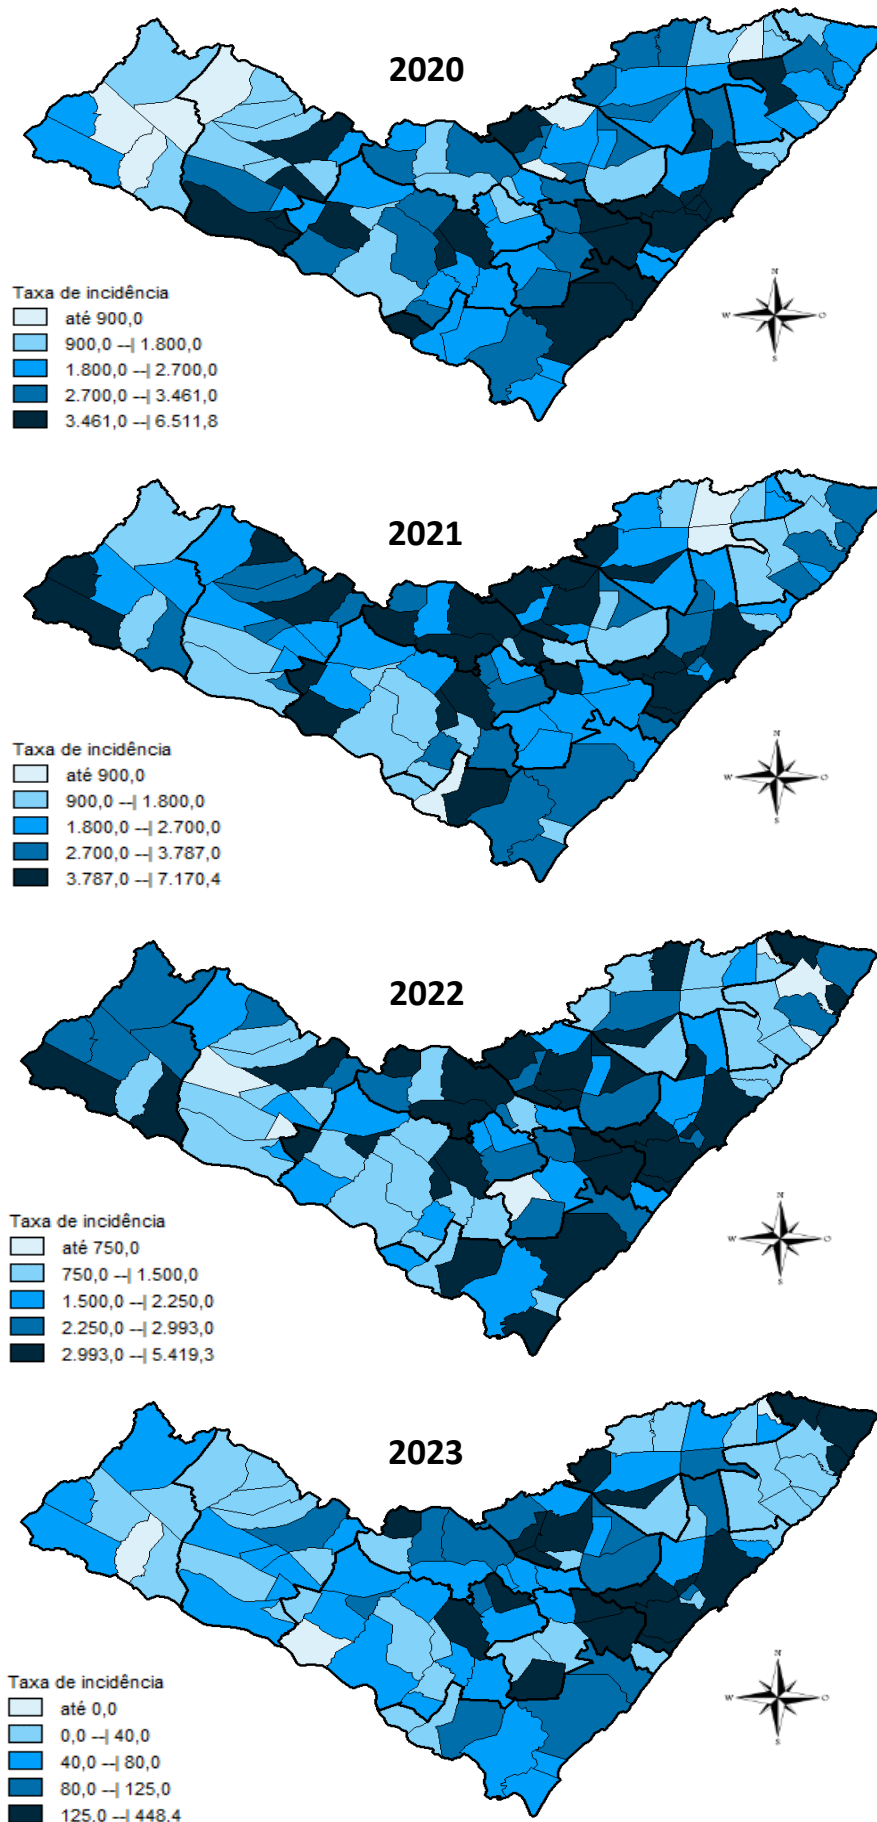 2020
Taxa de incidência
até 900,0
900,0 --| 1.800,0
1.800,0 --| 2.700,0
2.700,0 --| 3.461,0
3.461,0 --| 6.511,8
N
W
O
S
2021
Taxa de incidência
até 900,0
900,0 --| 1.800,0
1.800,0 --| 2.700,0
2.700,0 --| 3.787,0
3.787,0 --| 7.170,4
N
W
O
S
2022
Taxa de incidência
até 750,0
750,0 --| 1.500,0
1.500,0 --| 2.250,0
2.250,0 --| 2.993,0
2.993,0 --| 5.419,3
N
W
O
S
2023
Taxa de incidência
até 0,0
0,0 --| 40,0
40,0 --| 80,0
80,0 --| 125,0
125,0 --| 448,4
N
W
O
S